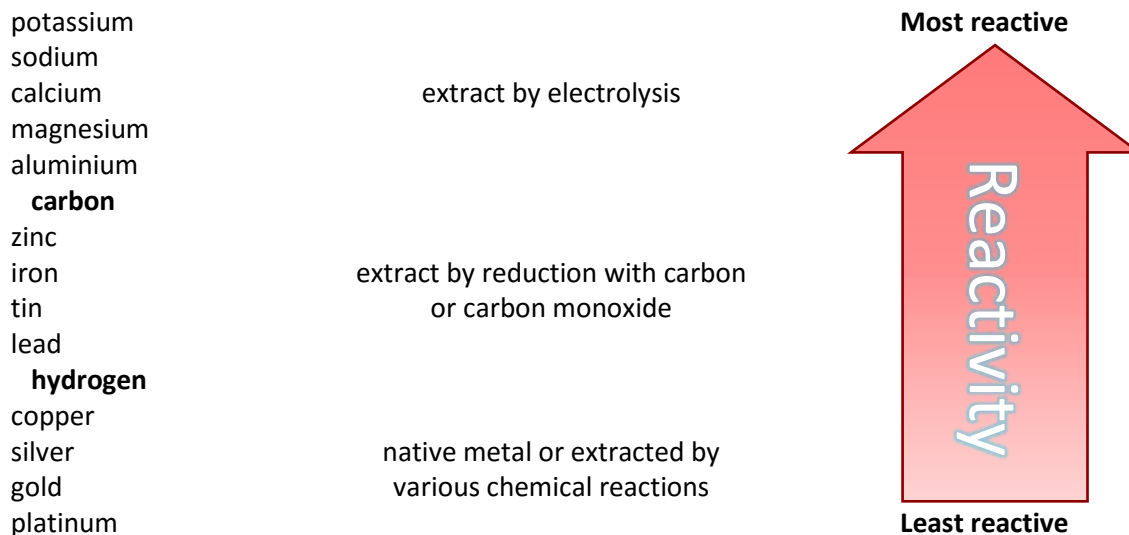 potassium
Most reactive
sodium
calcium
extract by electrolysis
magnesium
aluminium
carbon
zinc
iron
extract by reduction with carbon
tin
or carbon monoxide
lead
hydrogen
copper
silver
native metal or extracted by
gold
various chemical reactions
platinum
Least reactive
Reactivity